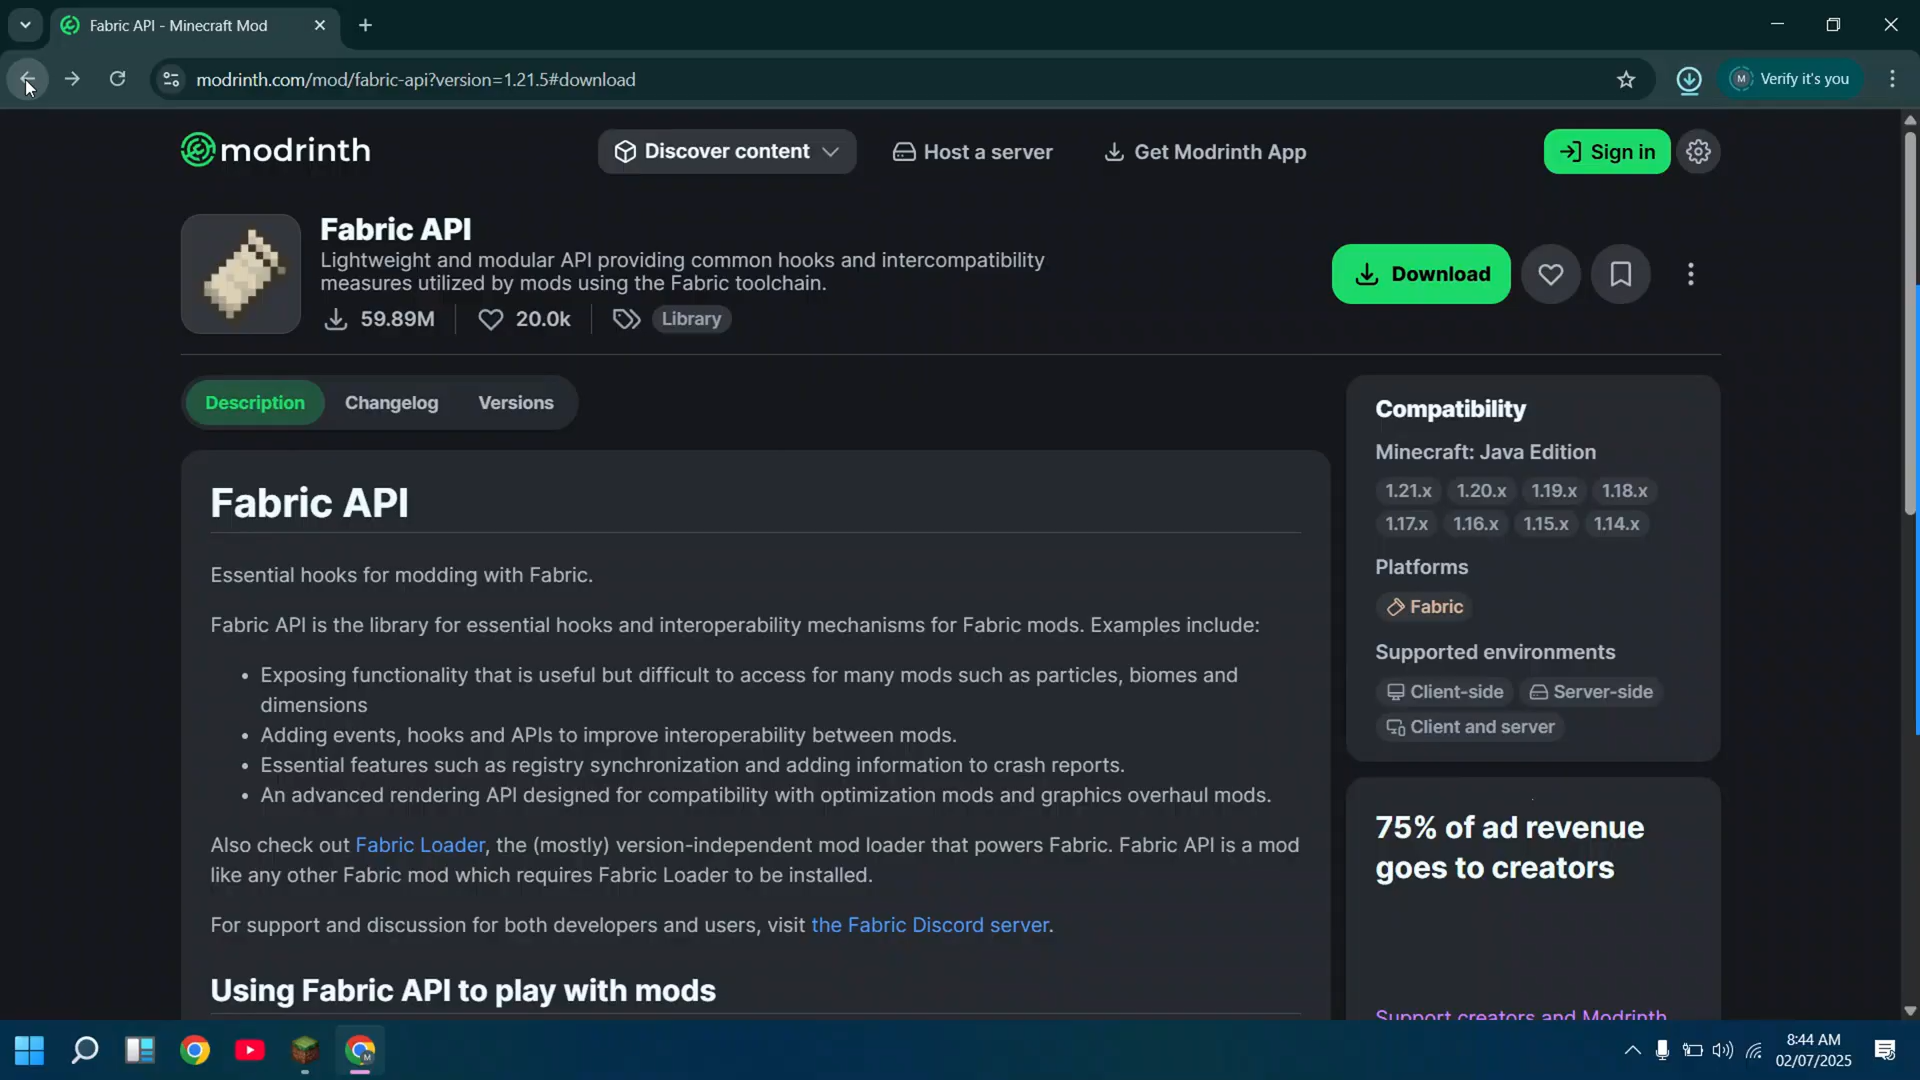 Fabric API - Minecraft Mod
modrinth.com/mod/fabric-api?version=1.21.5#download
M
Verify it's you
modrinth
Discover content
Host a server
Get Modrinth App
Sign in
Fabric API
Lightweight and modular API providing common hooks and intercompatibility
measures utilized by mods using the Fabric toolchain.
59.89M
20.0k
Library
Download
Description
Changelog
Versions
Fabric API
Essential hooks for modding with Fabric.
Fabric API is the library for essential hooks and interoperability mechanisms for Fabric mods. Examples include:
• Exposing functionality that is useful but difficult to access for many mods such as particles, biomes and
dimensions
• Adding events, hooks and APIs to improve interoperability between mods.
• Essential features such as registry synchronization and adding information to crash reports.
• An advanced rendering API designed for compatibility with optimization mods and graphics overhaul mods.
Also check out Fabric Loader, the (mostly) version-independent mod loader that powers Fabric. Fabric API is a mod
like any other Fabric mod which requires Fabric Loader to be installed.
For support and discussion for both developers and users, visit the Fabric Discord server.
Using Fabric API to play with mods
Compatibility
Minecraft: Java Edition
1.21.x 1.20.x 1.19.x 1.18.x
1.17.x 1.16.x 1.15.x 1.14.x
Platforms
Fabric
Supported environments
Client-side Server-side
Client and server
75% of ad revenue
goes to creators
Support creators and Modrinth
M
8:44 AM
02/07/2025